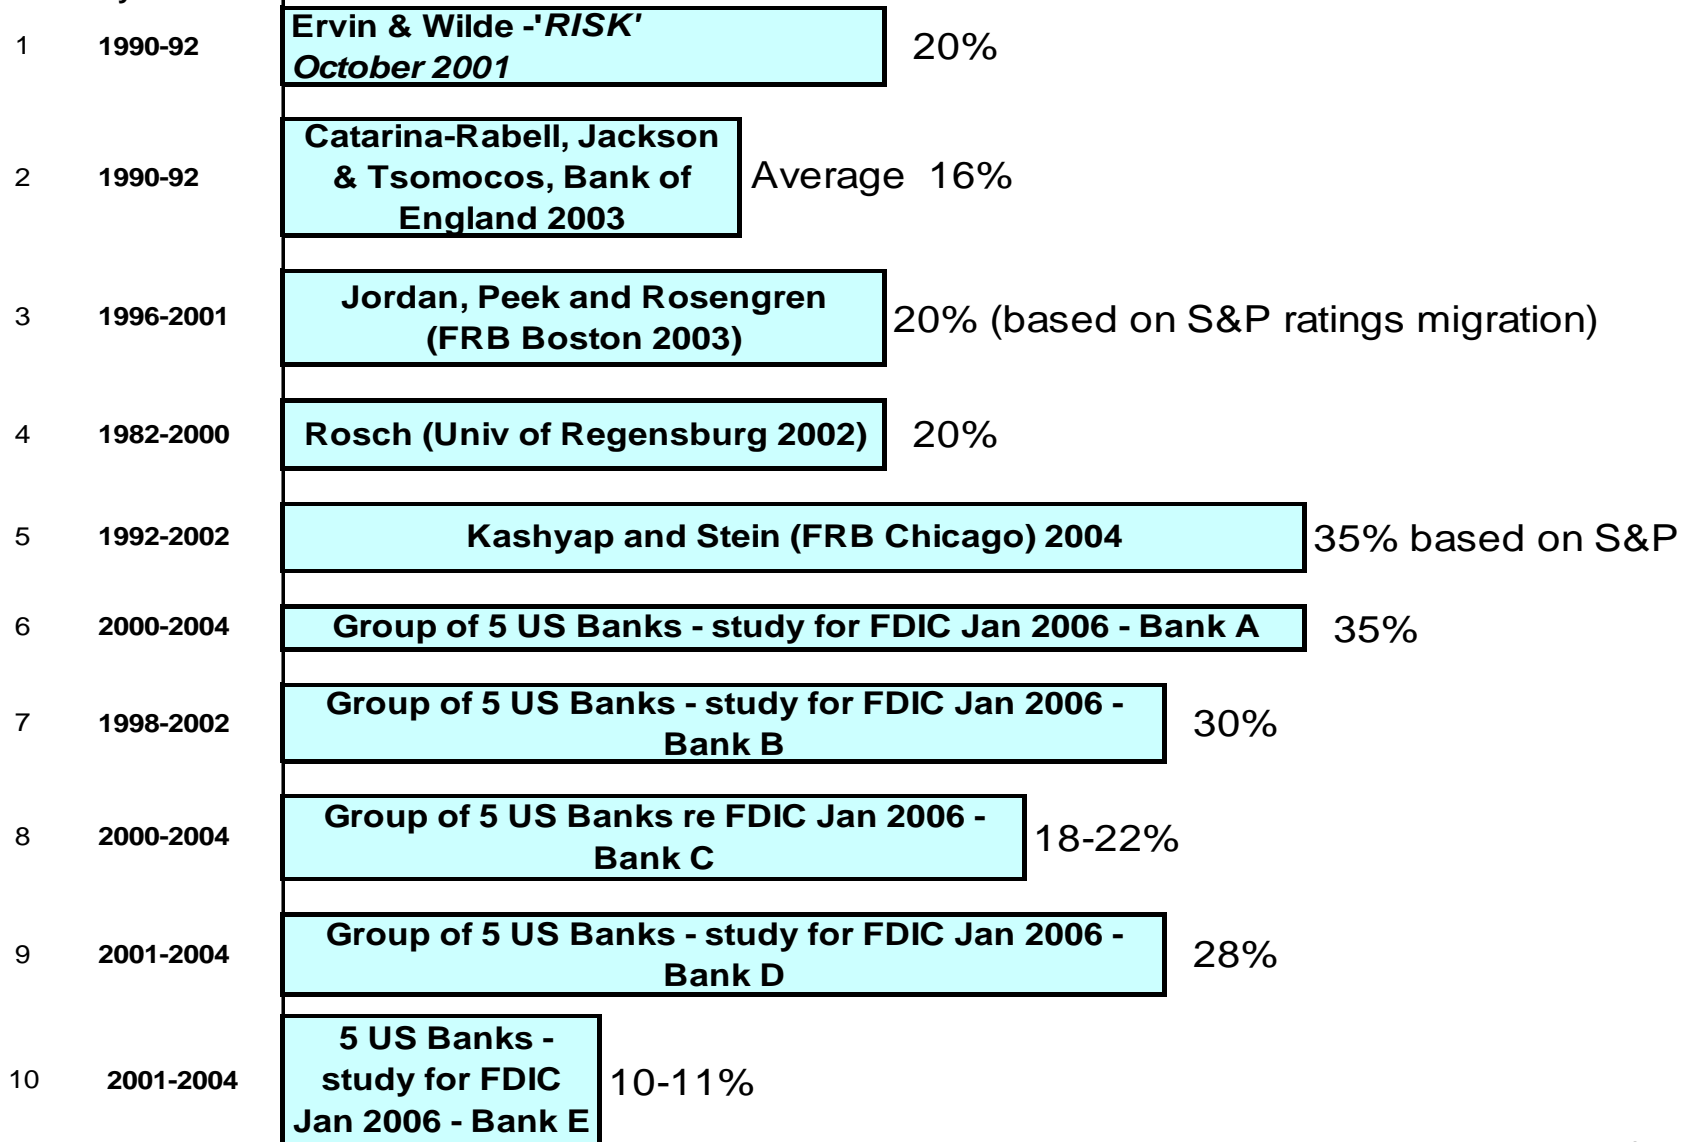 1 1990-92 Ervin & Wilde -'RISK'
October 2001 20%
2 1990-92 Catarina-Rabell, Jackson
& Tsomocos, Bank of
England 2003 Average 16%
3 1996-2001 Jordan, Peek and Rosengren
(FRB Boston 2003) 20% (based on S&P ratings migration)
4 1982-2000 Rosch (Univ of Regensburg 2002) 20%
5 1992-2002 Kashyap and Stein (FRB Chicago) 2004 35% based on S&P
6 2000-2004 Group of 5 US Banks - study for FDIC Jan 2006 - Bank A 35%
7 1998-2002 Group of 5 US Banks - study for FDIC Jan 2006 -
Bank B 30%
8 2000-2004 Group of 5 US Banks re FDIC Jan 2006 -
Bank C 18-22%
9 2001-2004 Group of 5 US Banks - study for FDIC Jan 2006 -
Bank D 28%
10 2001-2004 5 US Banks -
study for FDIC
Jan 2006 - Bank E 10-11%